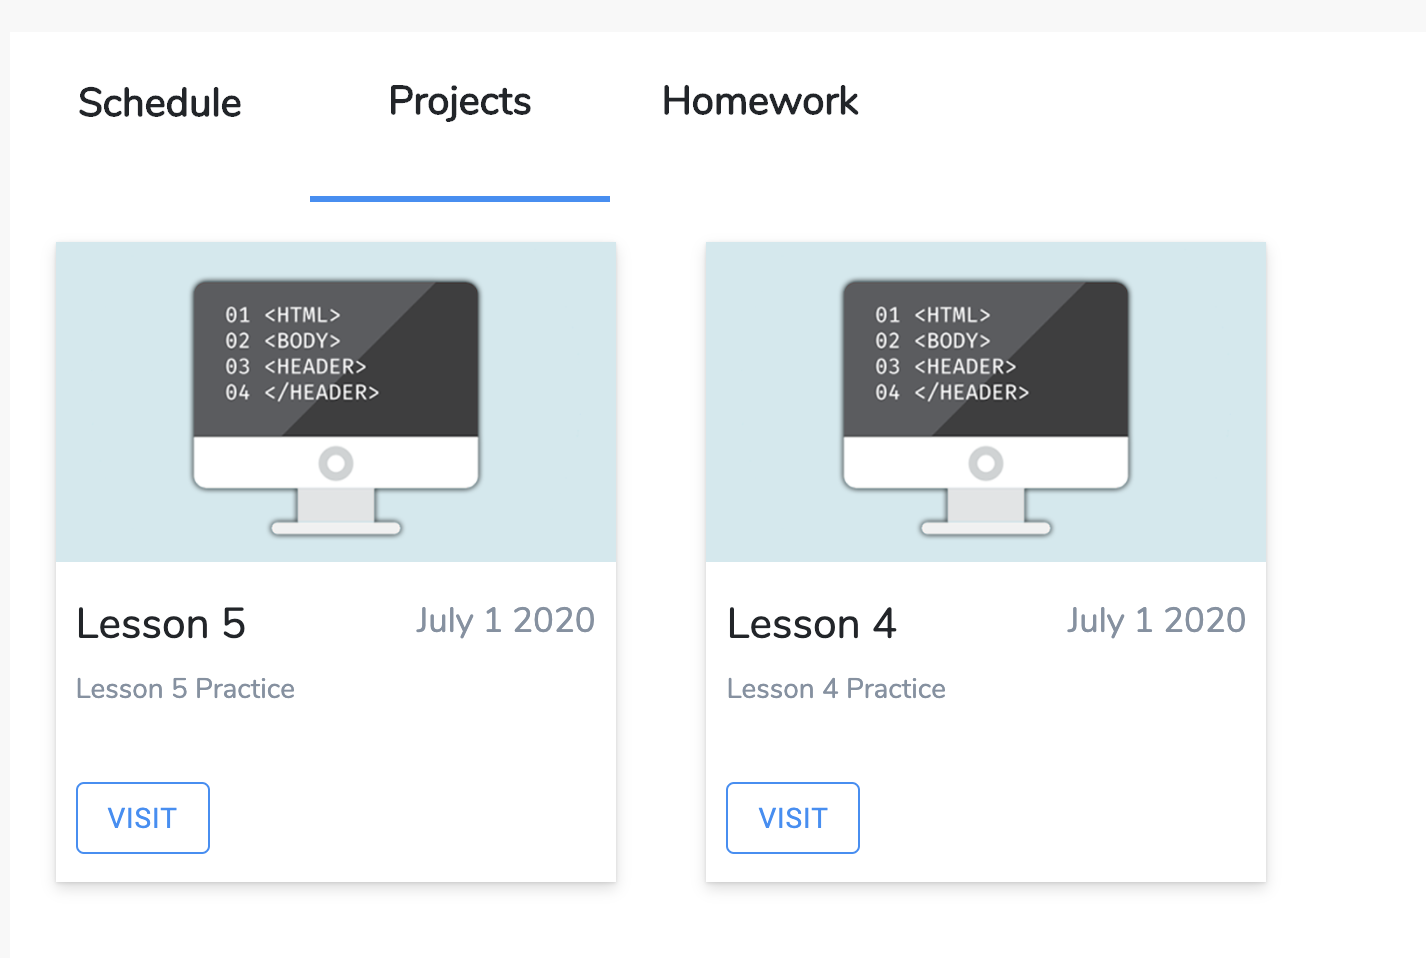 Schedule
Projects
Homework
01 <HTML>
02 <BODY>
03 <HEADER>
04 </HEADER>
Lesson 5
July 1 2020
Lesson 5 Practice
VISIT
01 <HTML>
02 <BODY>
03 <HEADER>
04 </HEADER>
Lesson 4
July 1 2020
Lesson 4 Practice
VISIT